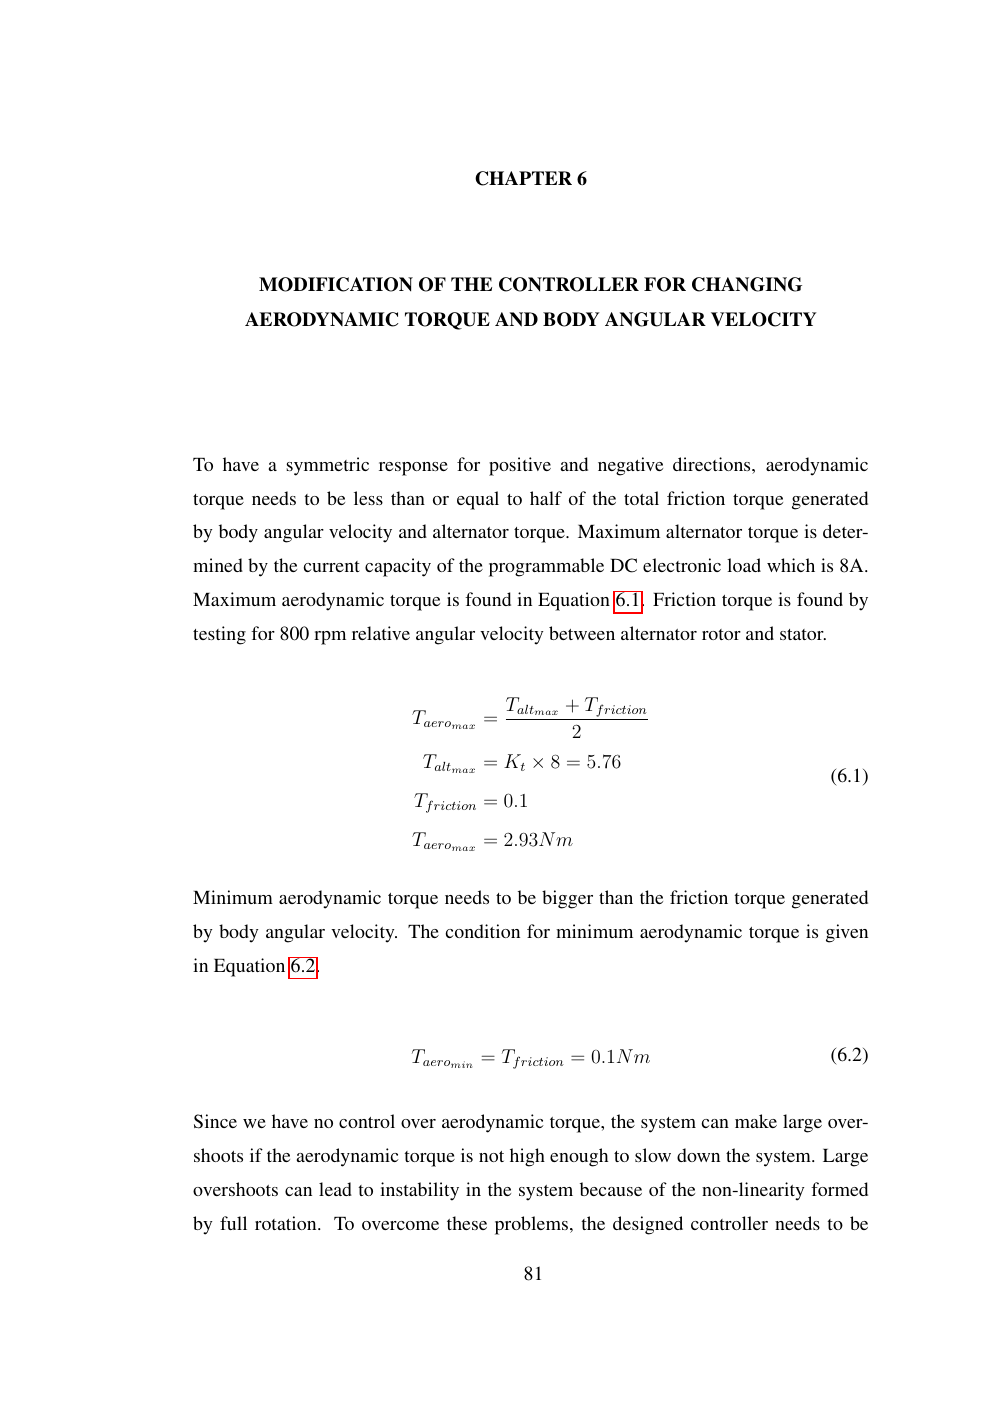 CHAPTER 6
MODIFICATION OF THE CONTROLLER FOR CHANGING
AERODYNAMIC TORQUE AND BODY ANGULAR VELOCITY
To have a symmetric response for positive and negative directions, aerodynamic
torque needs to be less than or equal to half of the total friction torque generated
by body angular velocity and alternator torque. Maximum alternator torque is deter-
mined by the current capacity of the programmable DC electronic load which is 8A.
Maximum aerodynamic torque is found in Equation 6.1. Friction torque is found by
testing for 800 rpm relative angular velocity between alternator rotor and stator.
$T_{aero_{max}} = \frac{T_{alt_{max}} + T_{friction}}{2}$
$T_{alt_{max}} = K_t \times 8 = 5.76$
(6.1)
$T_{friction} = 0.1$
$T_{aero_{max}} = 2.93Nm$
Minimum aerodynamic torque needs to be bigger than the friction torque generated
by body angular velocity. The condition for minimum aerodynamic torque is given
in Equation 6.2.
$T_{aero_{min}} = T_{friction} = 0.1Nm$ (6.2)
Since we have no control over aerodynamic torque, the system can make large over-
shoots if the aerodynamic torque is not high enough to slow down the system. Large
overshoots can lead to instability in the system because of the non-linearity formed
by full rotation. To overcome these problems, the designed controller needs to be
81